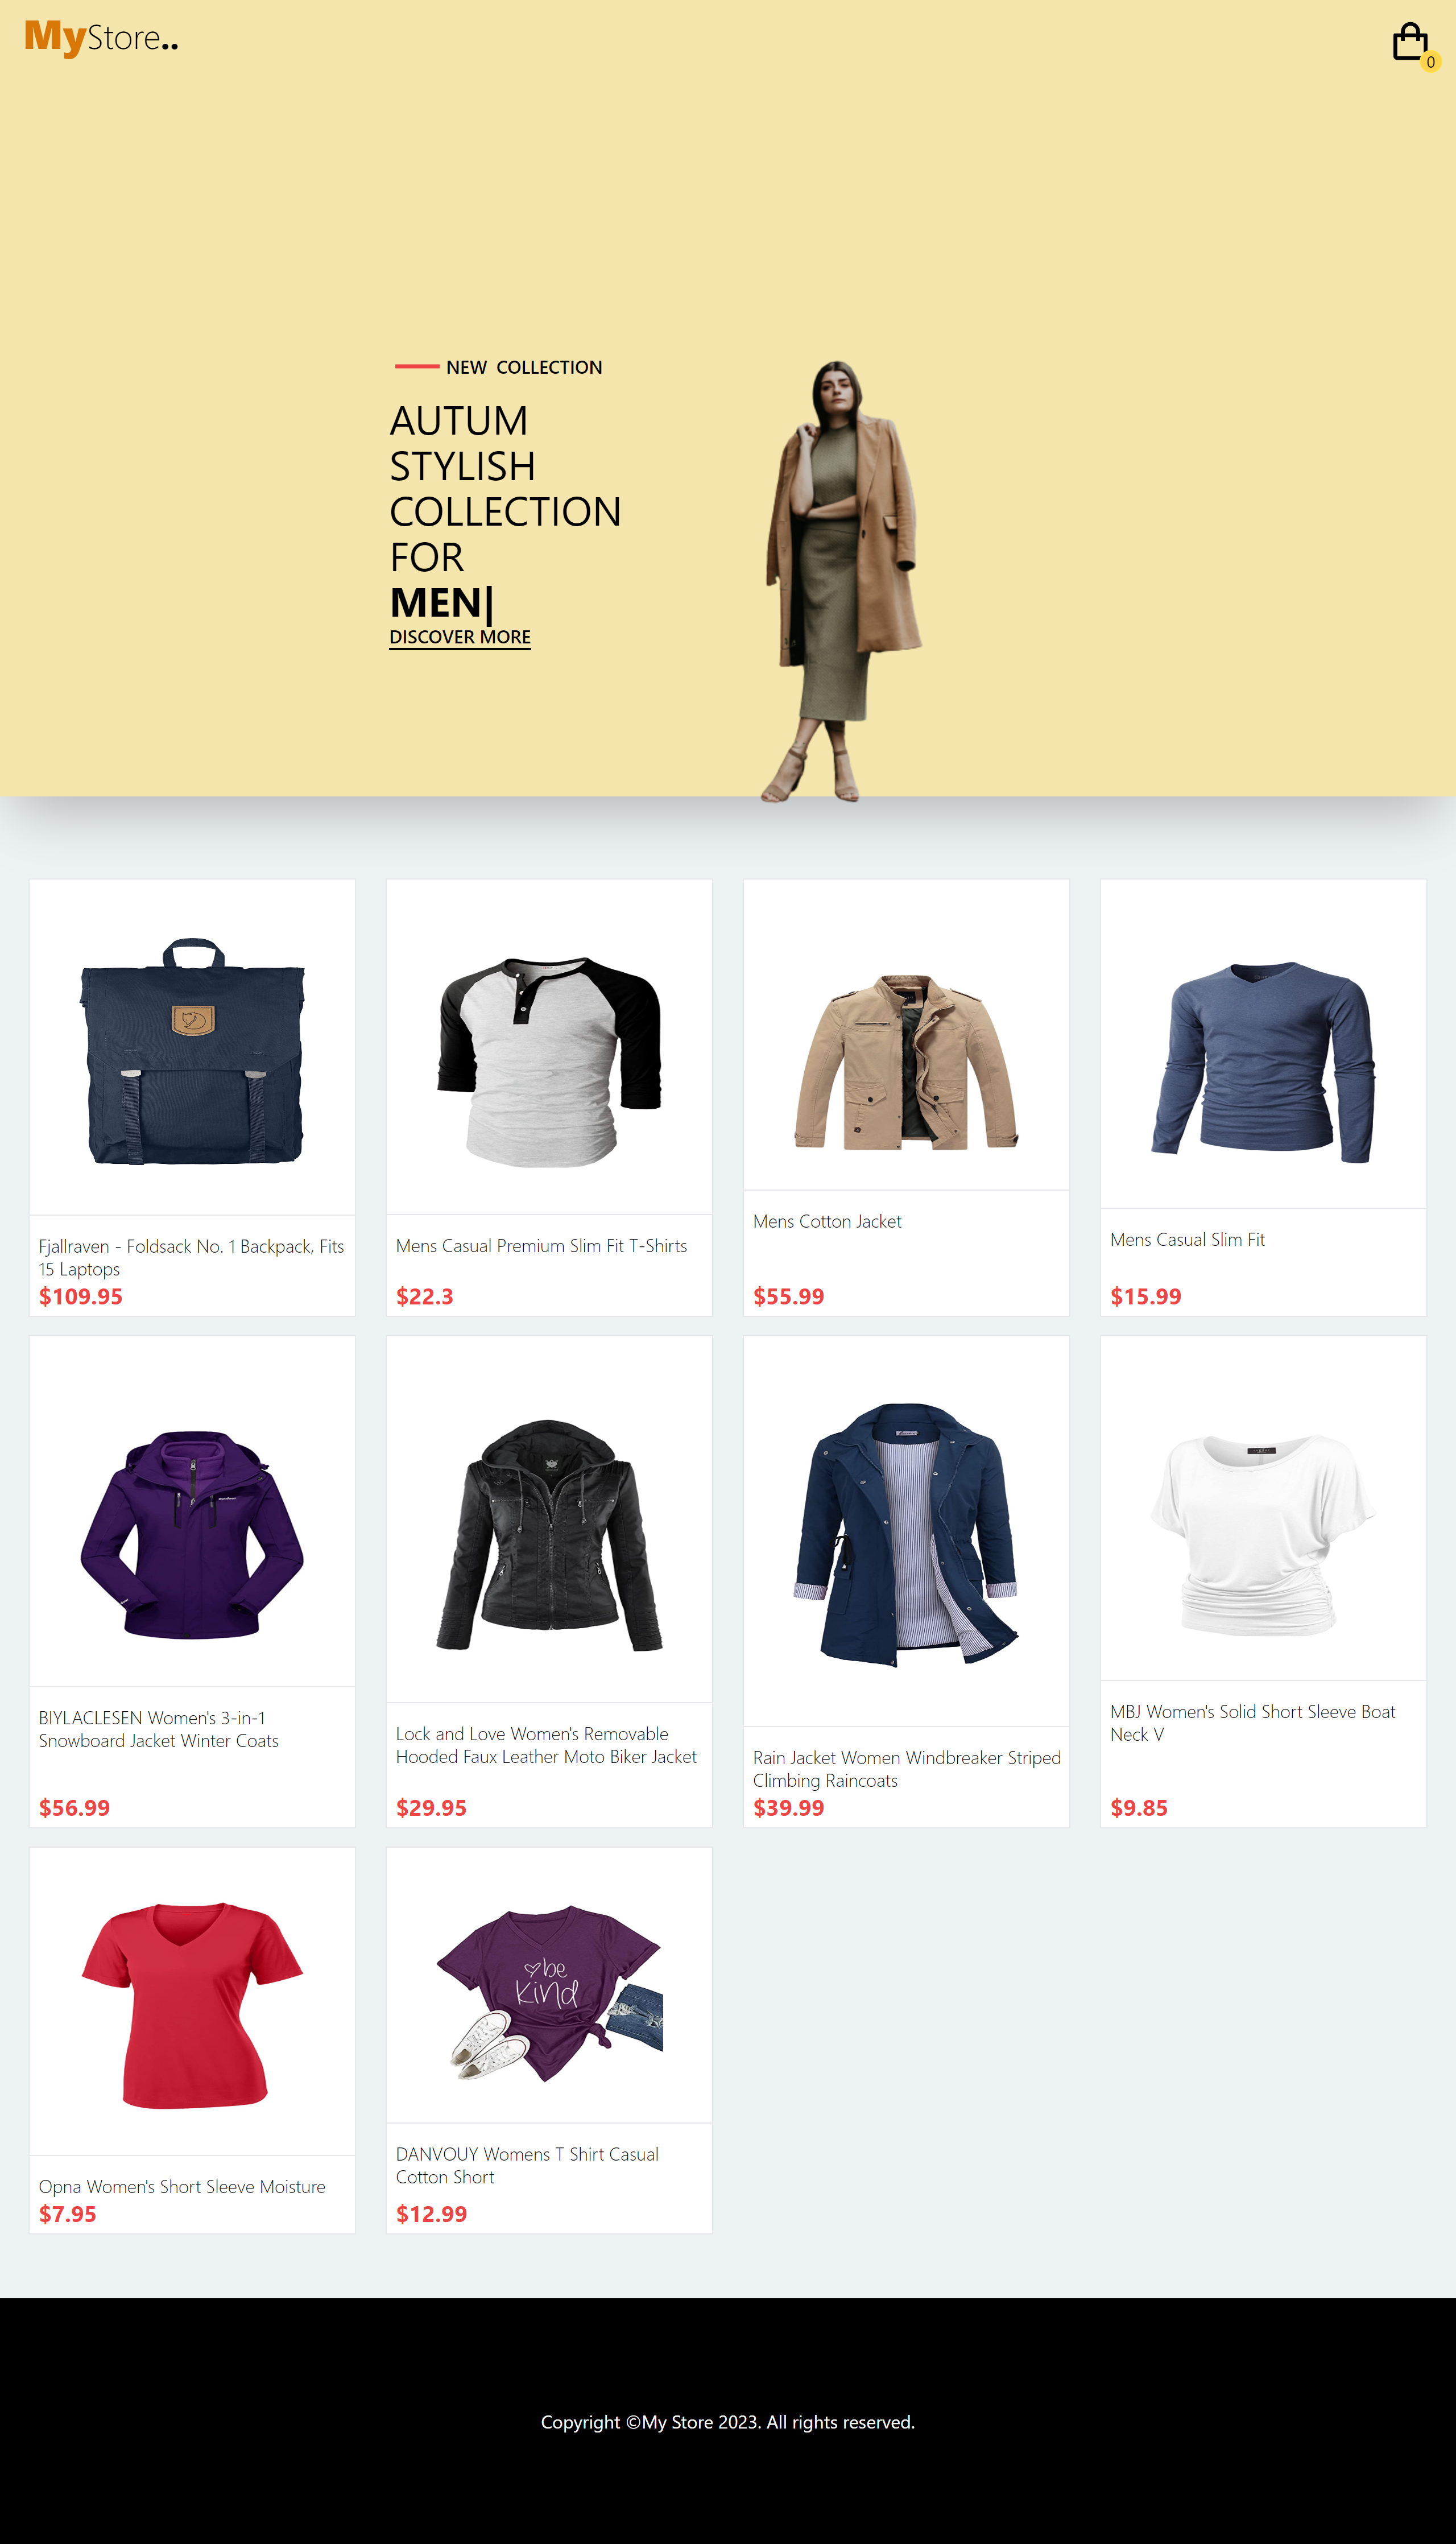 MyStore..
0
NEW COLLECTION
AUTUM
STYLISH
COLLECTION
FOR
MEN|
DISCOVER MORE
Fjallraven - Foldsack No. 1 Backpack, Fits
15 Laptops
$109.95
Mens Casual Premium Slim Fit T-Shirts
$22.3
Mens Cotton Jacket
$55.99
Mens Casual Slim Fit
$15.99
BIYLACLESEN Women's 3-in-1
Snowboard Jacket Winter Coats
$56.99
Lock and Love Women's Removable
Hooded Faux Leather Moto Biker Jacket
$29.95
Rain Jacket Women Windbreaker Striped
Climbing Raincoats
$39.99
MBJ Women's Solid Short Sleeve Boat
Neck V
$9.85
Opna Women's Short Sleeve Moisture
$7.95
be
kind
DANVOUY Womens T Shirt Casual
Cotton Short
$12.99
Copyright ©My Store 2023. All rights reserved.